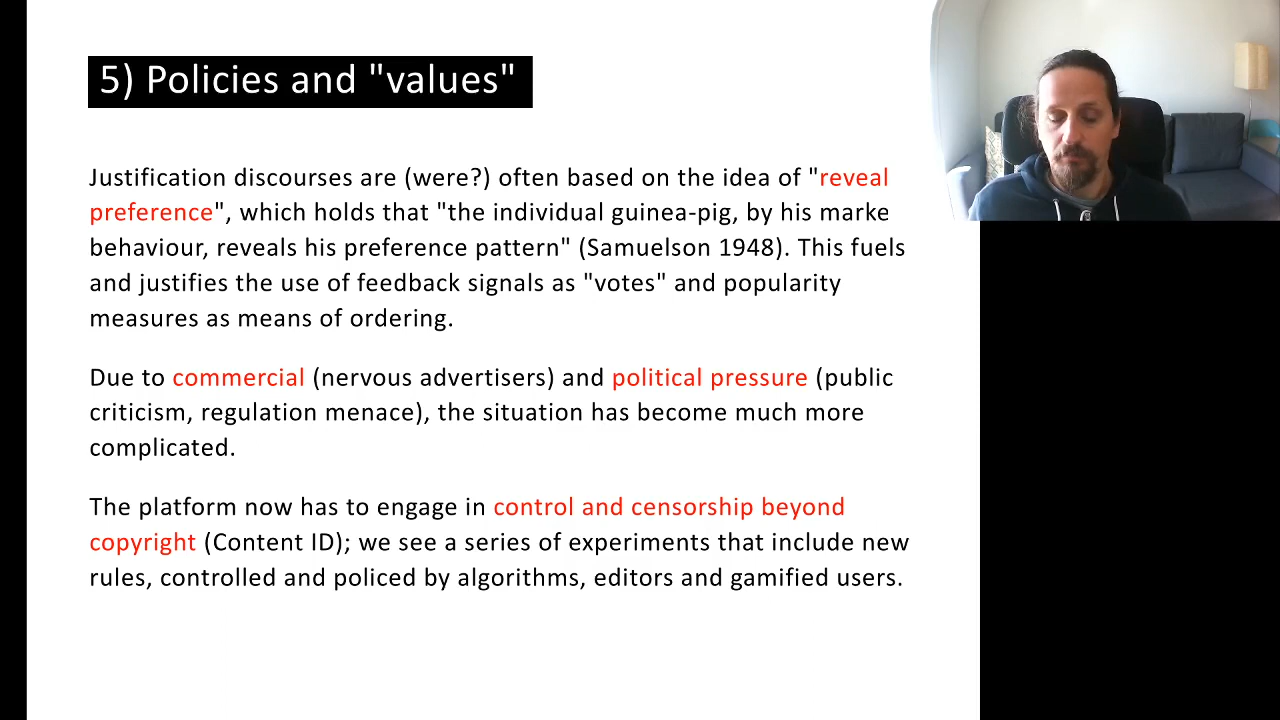 5) Policies and "values"
Justification discourses are (were?) often based on the idea of "reveal
preference", which holds that "the individual guinea-pig, by his marke
behaviour, reveals his preference pattern" (Samuelson 1948). This fuels
and justifies the use of feedback signals as "votes" and popularity
measures as means of ordering.
Due to commercial (nervous advertisers) and political pressure (public
criticism, regulation menace), the situation has become much more
complicated.
The platform now has to engage in control and censorship beyond
copyright (Content ID); we see a series of experiments that include new
rules, controlled and policed by algorithms, editors and gamified users.